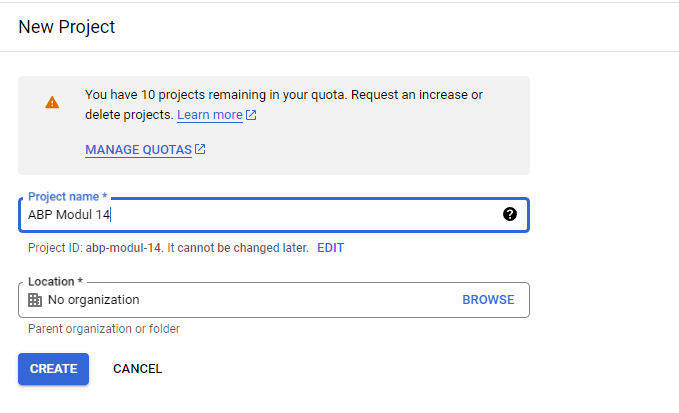 New Project
You have 10 projects remaining in your quota. Request an increase or
delete projects. Learn more
MANAGE QUOTAS
Project name *
ABP Modul 14
Project ID: abp-modul-14. It cannot be changed later. EDIT
Location *
No organization BROWSE
Parent organization or folder
CREATE CANCEL